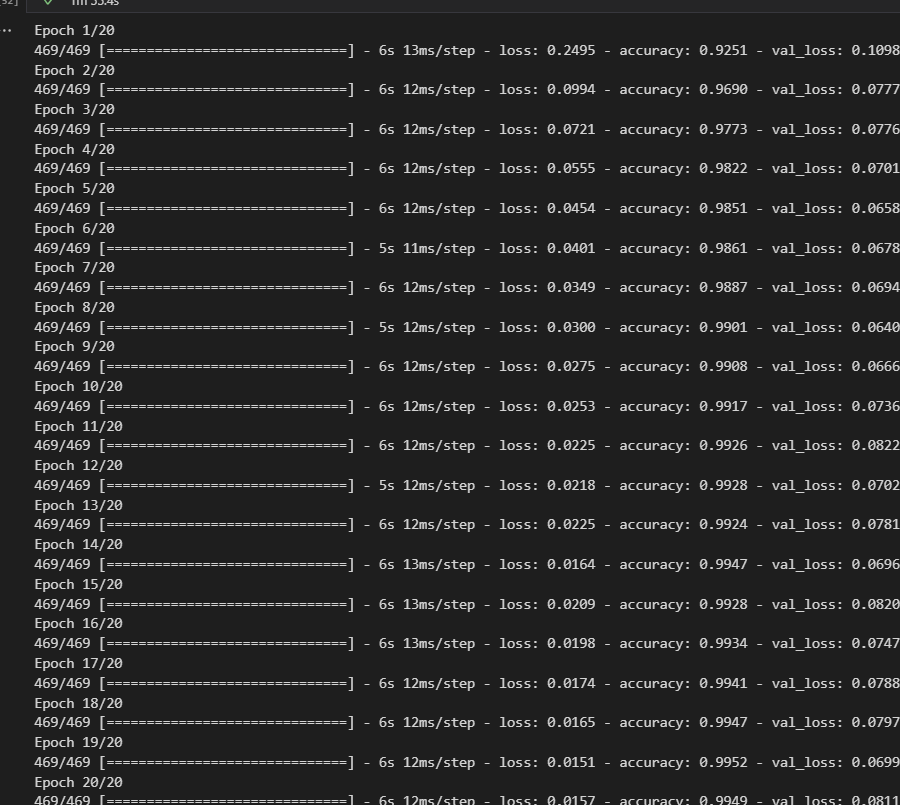 Epoch 1/20
469/469 [==============================] - 6s 13ms/step - loss: 0.2495 - accuracy: 0.9251 - val_loss: 0.1098
Epoch 2/20
469/469 [==============================] - 6s 12ms/step - loss: 0.0994 - accuracy: 0.9690 - val_loss: 0.0777
Epoch 3/20
469/469 [==============================] - 6s 12ms/step - loss: 0.0721 - accuracy: 0.9773 - val_loss: 0.0776
Epoch 4/20
469/469 [==============================] - 6s 12ms/step - loss: 0.0555 - accuracy: 0.9822 - val_loss: 0.0701
Epoch 5/20
469/469 [==============================] - 6s 12ms/step - loss: 0.0454 - accuracy: 0.9851 - val_loss: 0.0658
Epoch 6/20
469/469 [==============================] - 5s 11ms/step - loss: 0.0401 - accuracy: 0.9861 - val_loss: 0.0678
Epoch 7/20
469/469 [==============================] - 6s 12ms/step - loss: 0.0349 - accuracy: 0.9887 - val_loss: 0.0694
Epoch 8/20
469/469 [==============================] - 5s 12ms/step - loss: 0.0300 - accuracy: 0.9901 - val_loss: 0.0640
Epoch 9/20
469/469 [==============================] - 6s 12ms/step - loss: 0.0275 - accuracy: 0.9908 - val_loss: 0.0666
Epoch 10/20
469/469 [==============================] - 6s 12ms/step - loss: 0.0253 - accuracy: 0.9917 - val_loss: 0.0736
Epoch 11/20
469/469 [==============================] - 6s 12ms/step - loss: 0.0225 - accuracy: 0.9926 - val_loss: 0.0822
Epoch 12/20
469/469 [==============================] - 5s 12ms/step - loss: 0.0218 - accuracy: 0.9928 - val_loss: 0.0702
Epoch 13/20
469/469 [==============================] - 6s 12ms/step - loss: 0.0225 - accuracy: 0.9924 - val_loss: 0.0781
Epoch 14/20
469/469 [==============================] - 6s 13ms/step - loss: 0.0164 - accuracy: 0.9947 - val_loss: 0.0696
Epoch 15/20
469/469 [==============================] - 6s 13ms/step - loss: 0.0209 - accuracy: 0.9928 - val_loss: 0.0820
Epoch 16/20
469/469 [==============================] - 6s 13ms/step - loss: 0.0198 - accuracy: 0.9934 - val_loss: 0.0747
Epoch 17/20
469/469 [==============================] - 6s 12ms/step - loss: 0.0174 - accuracy: 0.9941 - val_loss: 0.0788
Epoch 18/20
469/469 [==============================] - 6s 12ms/step - loss: 0.0165 - accuracy: 0.9947 - val_loss: 0.0797
Epoch 19/20
469/469 [==============================] - 6s 12ms/step - loss: 0.0151 - accuracy: 0.9952 - val_loss: 0.0699
Epoch 20/20
469/469 [==============================] - 6s 12ms/step - loss: 0.0157 - accuracy: 0.9949 - val_loss: 0.0811